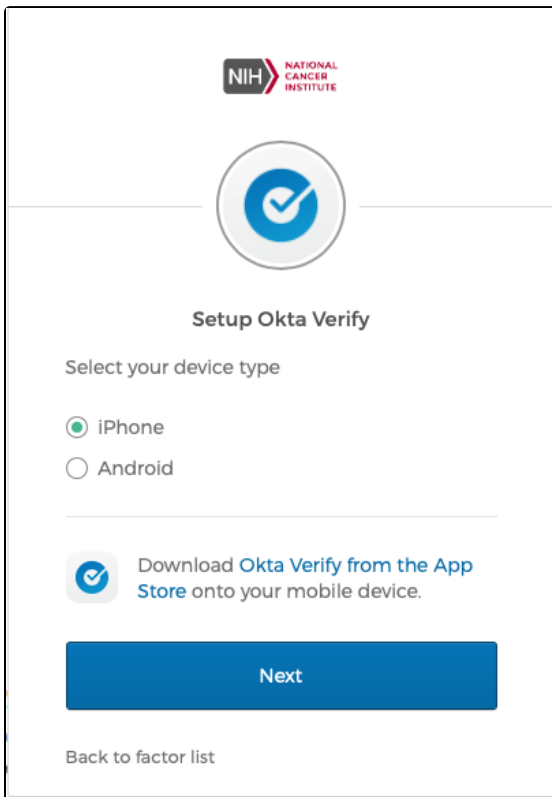 NIH NATIONAL
CANCER
INSTITUTE
Setup Okta Verify
Select your device type
iPhone
Android
Download Okta Verify from the App
Store onto your mobile device.
Next
Back to factor list